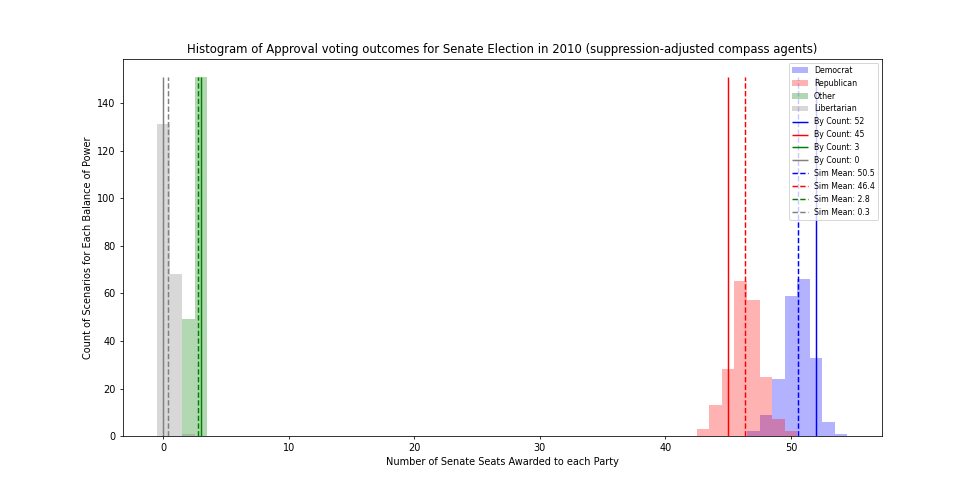 Histogram of Approval voting outcomes for Senate Election in 2010 (suppression-adjusted compass agents)
Democrat
Republican
Other
Libertarian
By Count: 52
By Count: 45
By Count: 3
By Count: 0
Sim Mean: 50.5
Sim Mean: 46.4
Sim Mean: 2.8
Sim Mean: 0.3
Count of Scenarios for Each Balance of Power
140
120
100
80
60
40
20
0
0 10 20 30 40 50
Number of Senate Seats Awarded to each Party